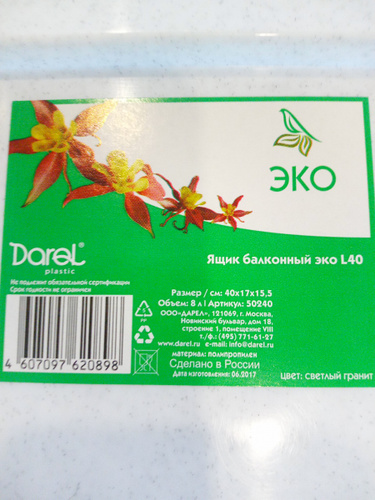 ЭКО
Darel
plastic
Не подлежит обязательной сертификации
Срок годности не ограничен
Ящик балконный эко L40
Размер / см: 40x17x15,5
Объем: 8 л | Артикул: 50240
ООО «ДАРЕЛ», 121069, г. Москва,
Новинский бульвар, дом 18,
строение 1, помещение VIII
т./ф.: (495) 771-61-27
www.darel.ru e-mail: info@darel.ru
материал: полипропилен
Сделано в России
Дата изготовления: 06.2017
цвет: светлый гранит
4 607097 620898
5
PP